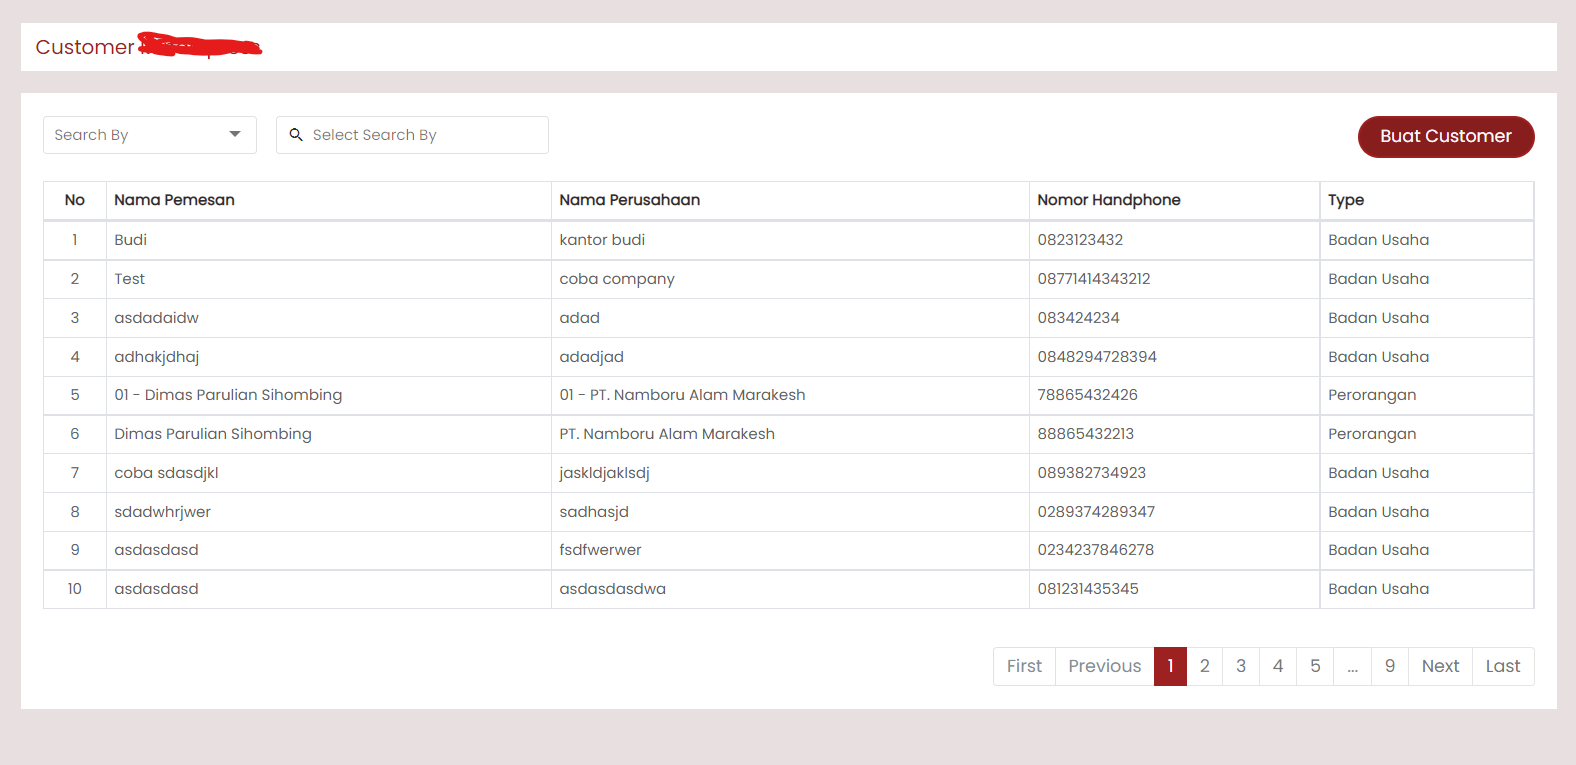 Customer
Search By
Select Search By
Buat Customer
No Nama Pemesan Nama Perusahaan Nomor Handphone Type
1 Budi kantor budi 0823123432 Badan Usaha
2 Test coba company 08771414343212 Badan Usaha
3 asdadaidw adad 083424234 Badan Usaha
4 adhakjdhaj adadjad 0848294728394 Badan Usaha
5 01 - Dimas Parulian Sihombing 01 - PT. Namboru Alam Marakesh 78865432426 Perorangan
6 Dimas Parulian Sihombing PT. Namboru Alam Marakesh 88865432213 Perorangan
7 coba sdasdjkl jaskldjaklsdj 089382734923 Badan Usaha
8 sdadwhrjwer sadhasjd 0289374289347 Badan Usaha
9 asdasdasd fsdfwerwer 0234237846278 Badan Usaha
10 asdasdasd asdasdasdwa 081231435345 Badan Usaha
First Previous 1 2 3 4 5 ... 9 Next Last